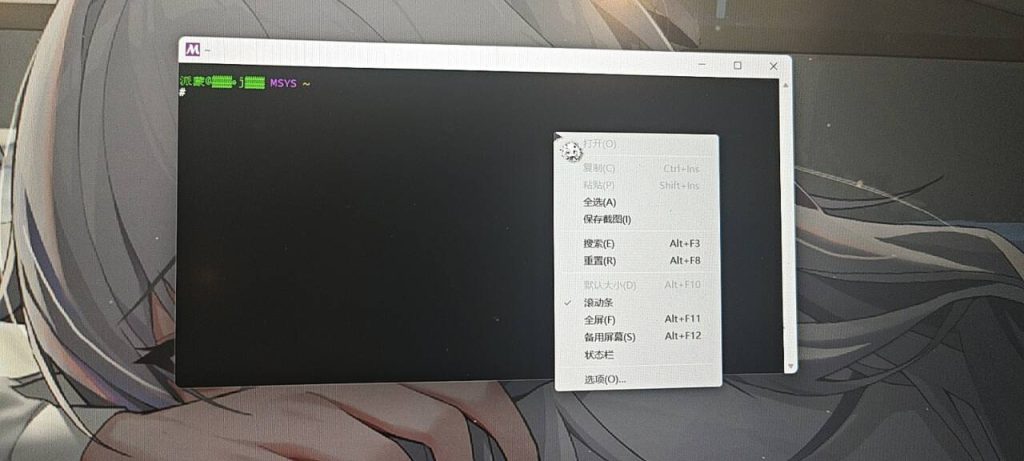 ~
派蒙@▒▒▒.j▒▒▒ MSYS ~
#
打开(O)
复制(C) Ctrl+Ins
粘贴(P) Shift+Ins
全选(A)
保存截图(I)
搜索(E) Alt+F3
重置(R) Alt+F8
默认大小(D) Alt+F10
滚动条
全屏(F) Alt+F11
备用屏幕(S) Alt+F12
状态栏
选项(O)...